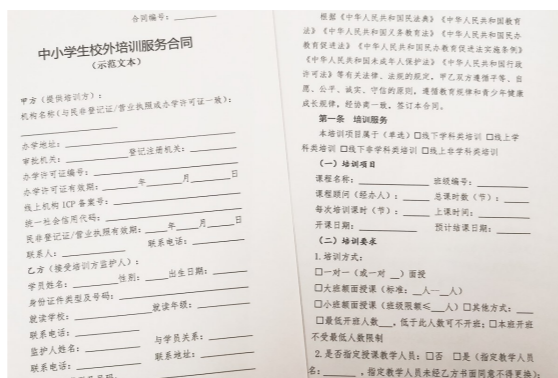 合同编号：
中小学生校外培训服务合同
（示范文本）
甲方（提供培训方）：
机构名称（与民非登记证/营业执照或办学许可证一致）：
办学地址：
审批机关： 登记注册机关：
办学许可证编号：
办学许可证有效期： 年 月 日
线上机构 ICP 备案号：
统一社会信用代码：
民非登记证/营业执照有效期： 年 月 日
联系人： 联系电话：
乙方（接受培训方监护人）：
学员姓名： 性别： 出生日期：
身份证件类型及号码：
就读学校： 就读年级：
联系电话：
监护人姓名： 与学员关系：
联系电话： 联系地址：
根据《中华人民共和国民法典》《中华人民共和国教育
法》《中华人民共和国义务教育法》《中华人民共和国民办
教育促进法》《中华人民共和国民办教育促进法实施条例》
《中华人民共和国未成年人保护法》《中华人民共和国行政
许可法》等有关法律、法规的规定，甲乙双方遵循平等、自
愿、公平、诚实、守信的原则，遵循教育规律和青少年健康
成长规律，经协商一致，签订本合同。
第一条 培训服务
本培训项目属于（单选）□线下学科类培训 □线上学
科类培训 □线下非学科类培训 □线上非学科类培训
（一）培训项目
课程名称： 班级编号：
课程顾问（经办人）： 总课时数（节）：
每次培训课时（节）： 上课时间：
开课日期： 预计结课日期：
（二）培训要求
1.培训方式：
□一对一（或一对 __）面授
□大班额面授课（标准：__人—__人）
□小班额面授课（班级限额≤___人）□其他方式：
□最低开班人数___，低于此人数可不开班；□本班开班
不受最低人数限制
2.是否指定授课教学人员：□否 □是（指定教学人员姓
名：______，指定教学人员未经乙方书面同意不得更换）；